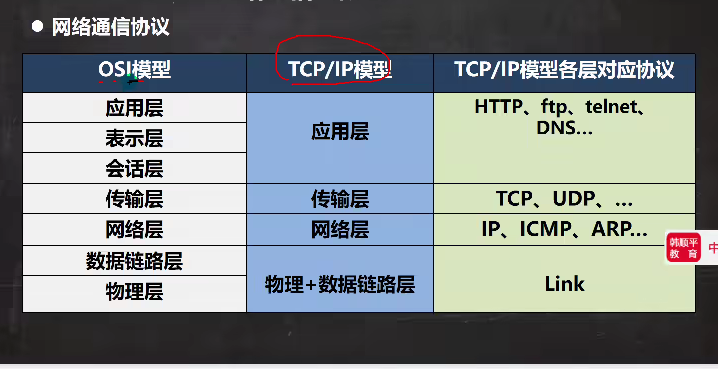 ● 网络通信协议
OSI模型 TCP/IP模型 TCP/IP模型各层对应协议
应用层 应用层 HTTP、ftp、telnet、
DNS...
表示层
会话层
传输层 传输层 TCP、UDP、...
网络层 网络层 IP、ICMP、ARP...
数据链路层 物理+数据链路层 Link
物理层
韩顺平
教育
中